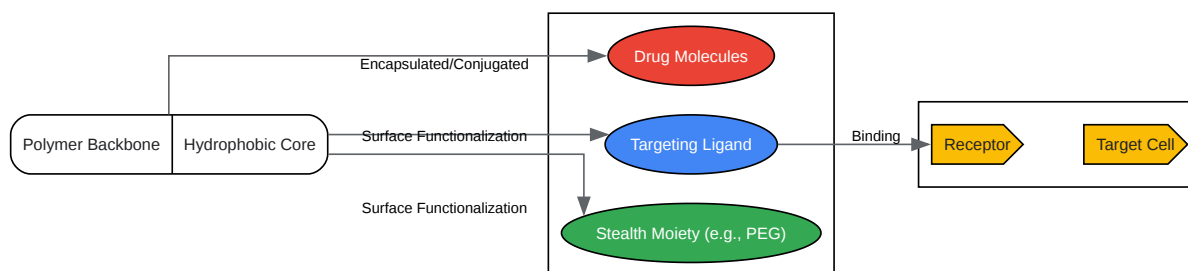 Drug Molecules
Encapsulated/Conjugated
Polymer Backbone
Hydrophobic Core
Surface Functionalization
Targeting Ligand
Binding
Receptor
Target Cell
Surface Functionalization
Stealth Moiety (e.g., PEG)